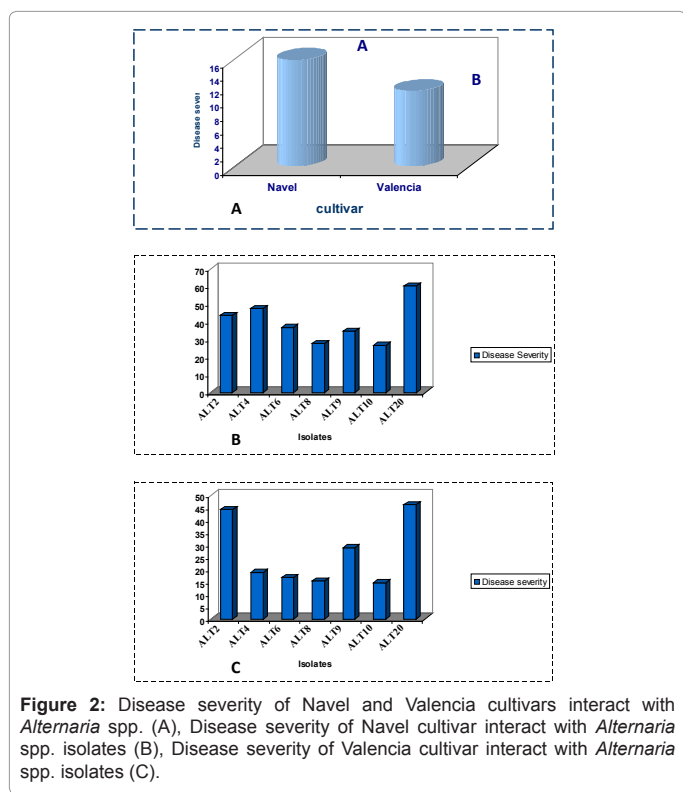 A
B
16
14
12
10
8
6
4
2
0
Disease sever
Navel
Valencia
A
cultivar
70
60
50
40
30
20
10
0
ALT2
ALT4
ALT6
ALT8
ALT9
ALT10
ALT20
Disease Severity
B
Isolates
50
45
40
35
30
25
20
15
10
5
0
ALT2
ALT4
ALT6
ALT8
ALT9
ALT10
ALT20
Disease severity
C
Isolates
Figure 2: Disease severity of Navel and Valencia cultivars interact with
Alternaria spp. (A), Disease severity of Navel cultivar interact with Alternaria
spp. isolates (B), Disease severity of Valencia cultivar interact with Alternaria
spp. isolates (C).